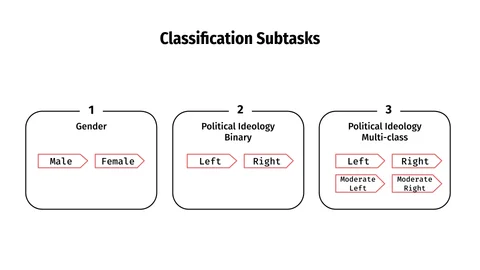 Classification Subtasks
1
Gender
Male
Female
2
Political Ideology
Binary
Left
Right
3
Political Ideology
Multi-class
Left
Right
Moderate
Left
Moderate
Right